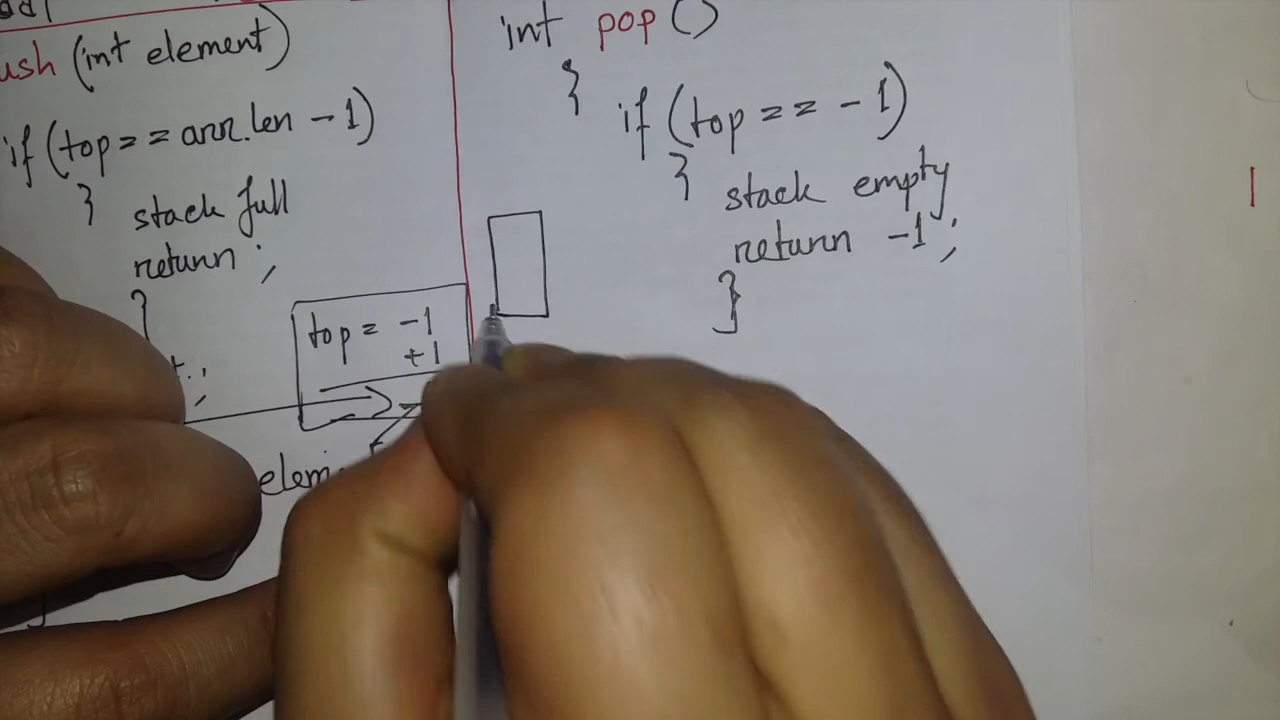 ush (int element)
if (top == arr.len - 1)
} stack full
return ;
}
top = -1
+1
elem
int pop ()
}
if (top == -1)
} stack empty
return -1 ;
}